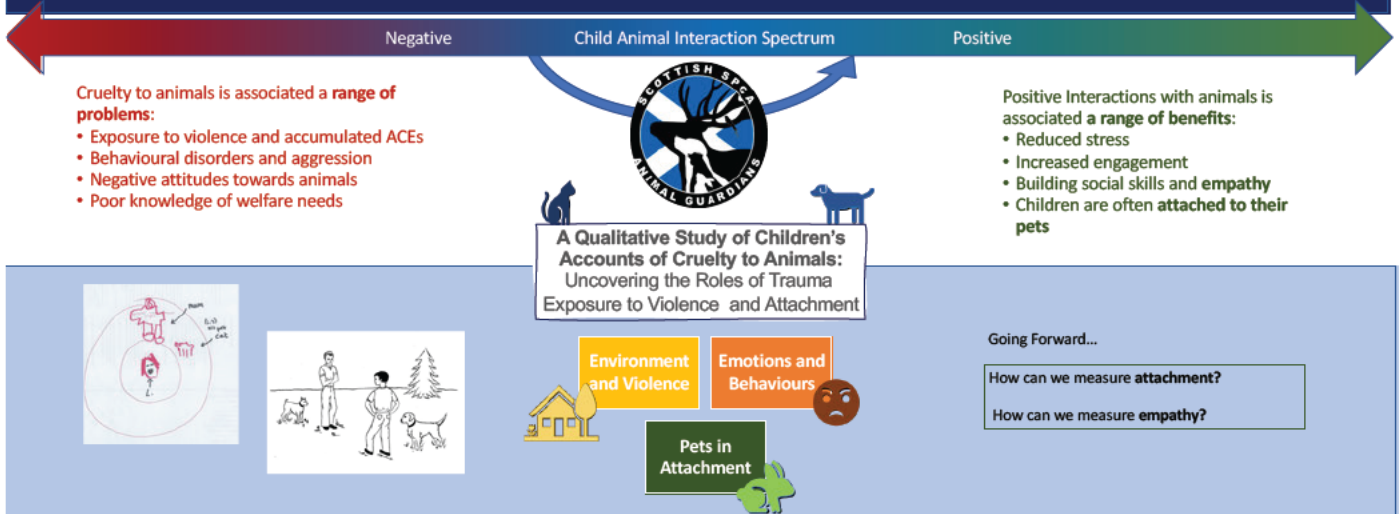 Negative
Child Animal Interaction Spectrum
Positive
SCOTTISH SPCA
ANIMAL GUARDIANS
Cruelty to animals is associated a range of
problems:
• Exposure to violence and accumulated ACEs
• Behavioural disorders and aggression
• Negative attitudes towards animals
• Poor knowledge of welfare needs
Positive Interactions with animals is
associated a range of benefits:
• Reduced stress
• Increased engagement
• Building social skills and empathy
• Children are often attached to their
pets
A Qualitative Study of Children's
Accounts of Cruelty to Animals:
Uncovering the Roles of Trauma
Exposure to Violence and Attachment
mum
cat
L.
Environment
and Violence
Emotions and
Behaviours
Pets in
Attachment
Going Forward...
How can we measure attachment?
How can we measure empathy?